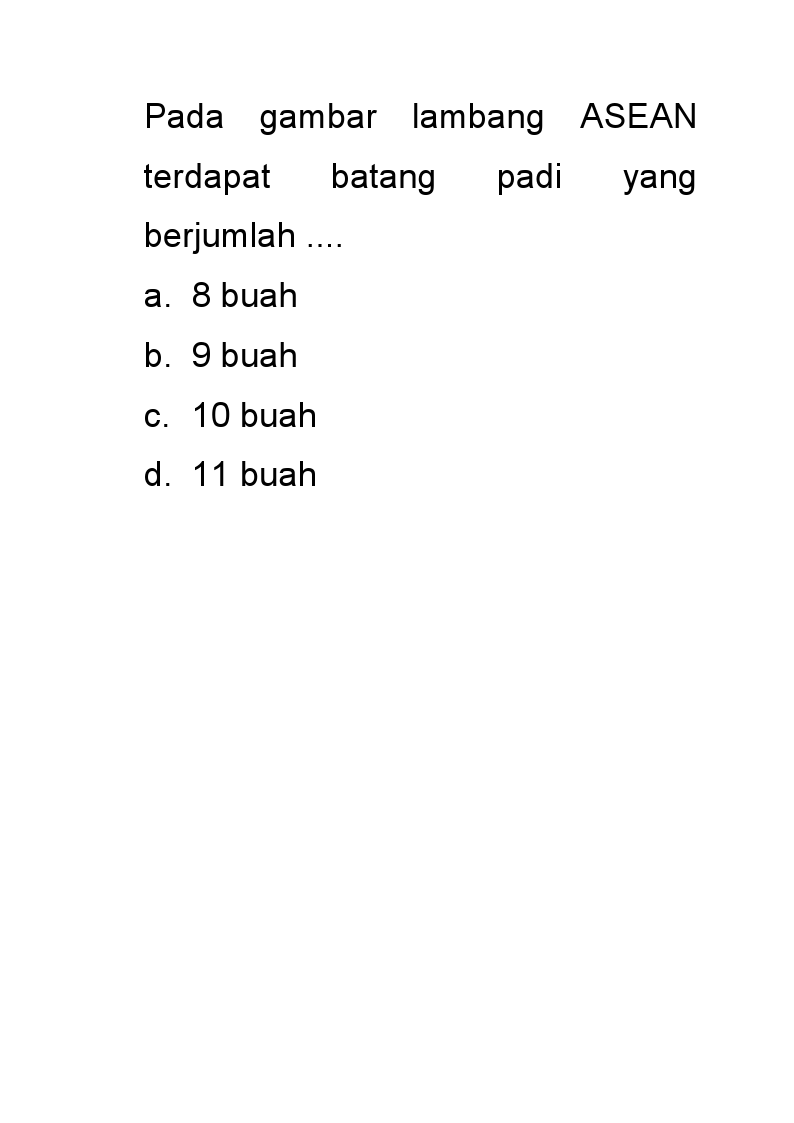 Pada gambar lambang ASEAN
terdapat batang padi yang
berjumlah ....
a. 8 buah
b. 9 buah
c. 10 buah
d. 11 buah